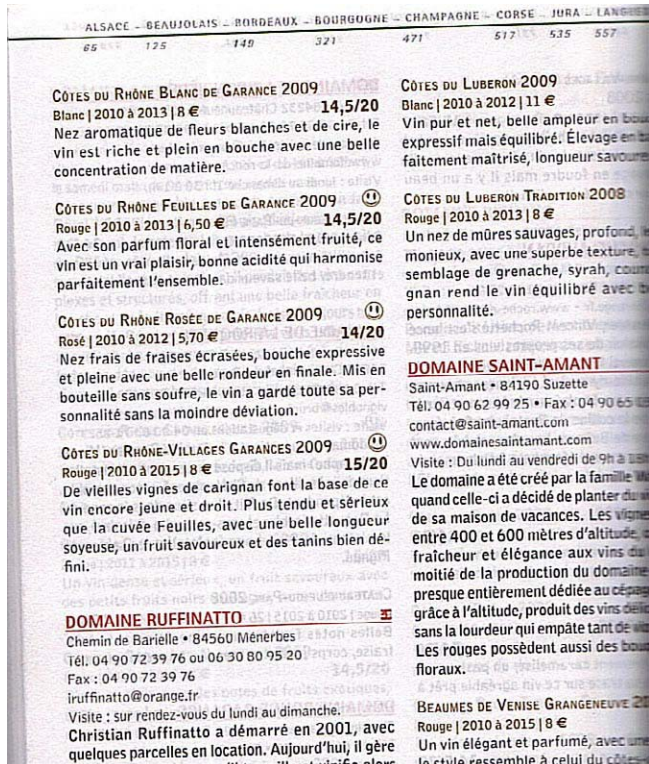 ALSACE – BEAUJOLAIS – BORDEAUX – BOURGOGNE – CHAMPAGNE – CORSE – JURA –
65 125 149 321 471 517 535 557
CÔTES DU RHÔNE BLANC DE GARANCE 2009
Blanc | 2010 à 2013 | 8 € 14,5/20
Nez aromatique de fleurs blanches et de cire, le
vin est riche et plein en bouche avec une belle
concentration de matière.
CÔTES DU RHÔNE FEUILLES DE GARANCE 2009
Rouge | 2010 à 2013 | 6,50 € 14,5/20
Avec son parfum floral et intensément fruité, ce
vin est un vrai plaisir, bonne acidité qui harmonise
parfaitement l'ensemble.
CÔTES DU RHÔNE ROSÉE DE GARANCE 2009
Rosé | 2010 à 2012 | 5,70 € 14/20
Nez frais de fraises écrasées, bouche expressive
et pleine avec une belle rondeur en finale. Mis en
bouteille sans soufre, le vin a gardé toute sa per-
sonnalité sans la moindre déviation.
CÔTES DU RHÔNE-VILLAGES GARANCES 2009
Rouge | 2010 à 2015 | 8 € 15/20
De vieilles vignes de carignan font la base de ce
vin encore jeune et droit. Plus tendu et sérieux
que la cuvée Feuilles, avec une belle longueur
soyeuse, un fruit savoureux et des tanins bien dé-
fini.
DOMAINE RUFFINATTO
Chemin de Barielle • 84560 Ménerbes
Tél. 04 90 72 39 76 ou 06 30 80 95 20
Fax : 04 90 72 39 76
iruffinatto@orange.fr
Visite : sur rendez-vous du lundi au dimanche.
Christian Ruffinatto a démarré en 2001, avec
quelques parcelles en location. Aujourd'hui, il gère
CÔTES DU LUBERON 2009
Blanc | 2010 à 2012 | 11 €
Vin pur et net, belle ampleur en
expressif mais équilibré. Élevage en
faitement maîtrisé, longueur
CÔTES DU LUBERON TRADITION 2008
Rouge | 2010 à 2013 | 8 €
Un nez de mûres sauvages, profond,
monieux, avec une superbe texture,
semblage de grenache, syrah,
gnan rend le vin équilibré avec
personnalité.
DOMAINE SAINT-AMANT
Saint-Amant • 84190 Suzette
Tél. 04 90 62 99 25 • Fax : 04 90 65
contact@saint-amant.com
www.domainesaintamant.com
Visite : Du lundi au vendredi de 9h à
Le domaine a été créé par la famille
quand celle-ci a décidé de planter
de sa maison de vacances. Les
entre 400 et 600 mètres d'altitude,
fraîcheur et élégance aux vins
moitié de la production du domaine
presque entièrement dédiée au
grâce à l'altitude, produit des vins
sans la lourdeur qui empâte tant de
Les rouges possèdent aussi des
floraux.
BEAUMES DE VENISE GRANGENEUVE
Rouge | 2010 à 2015 | 8 €
Un vin élégant et parfumé, avec
le style ressemble à celui du